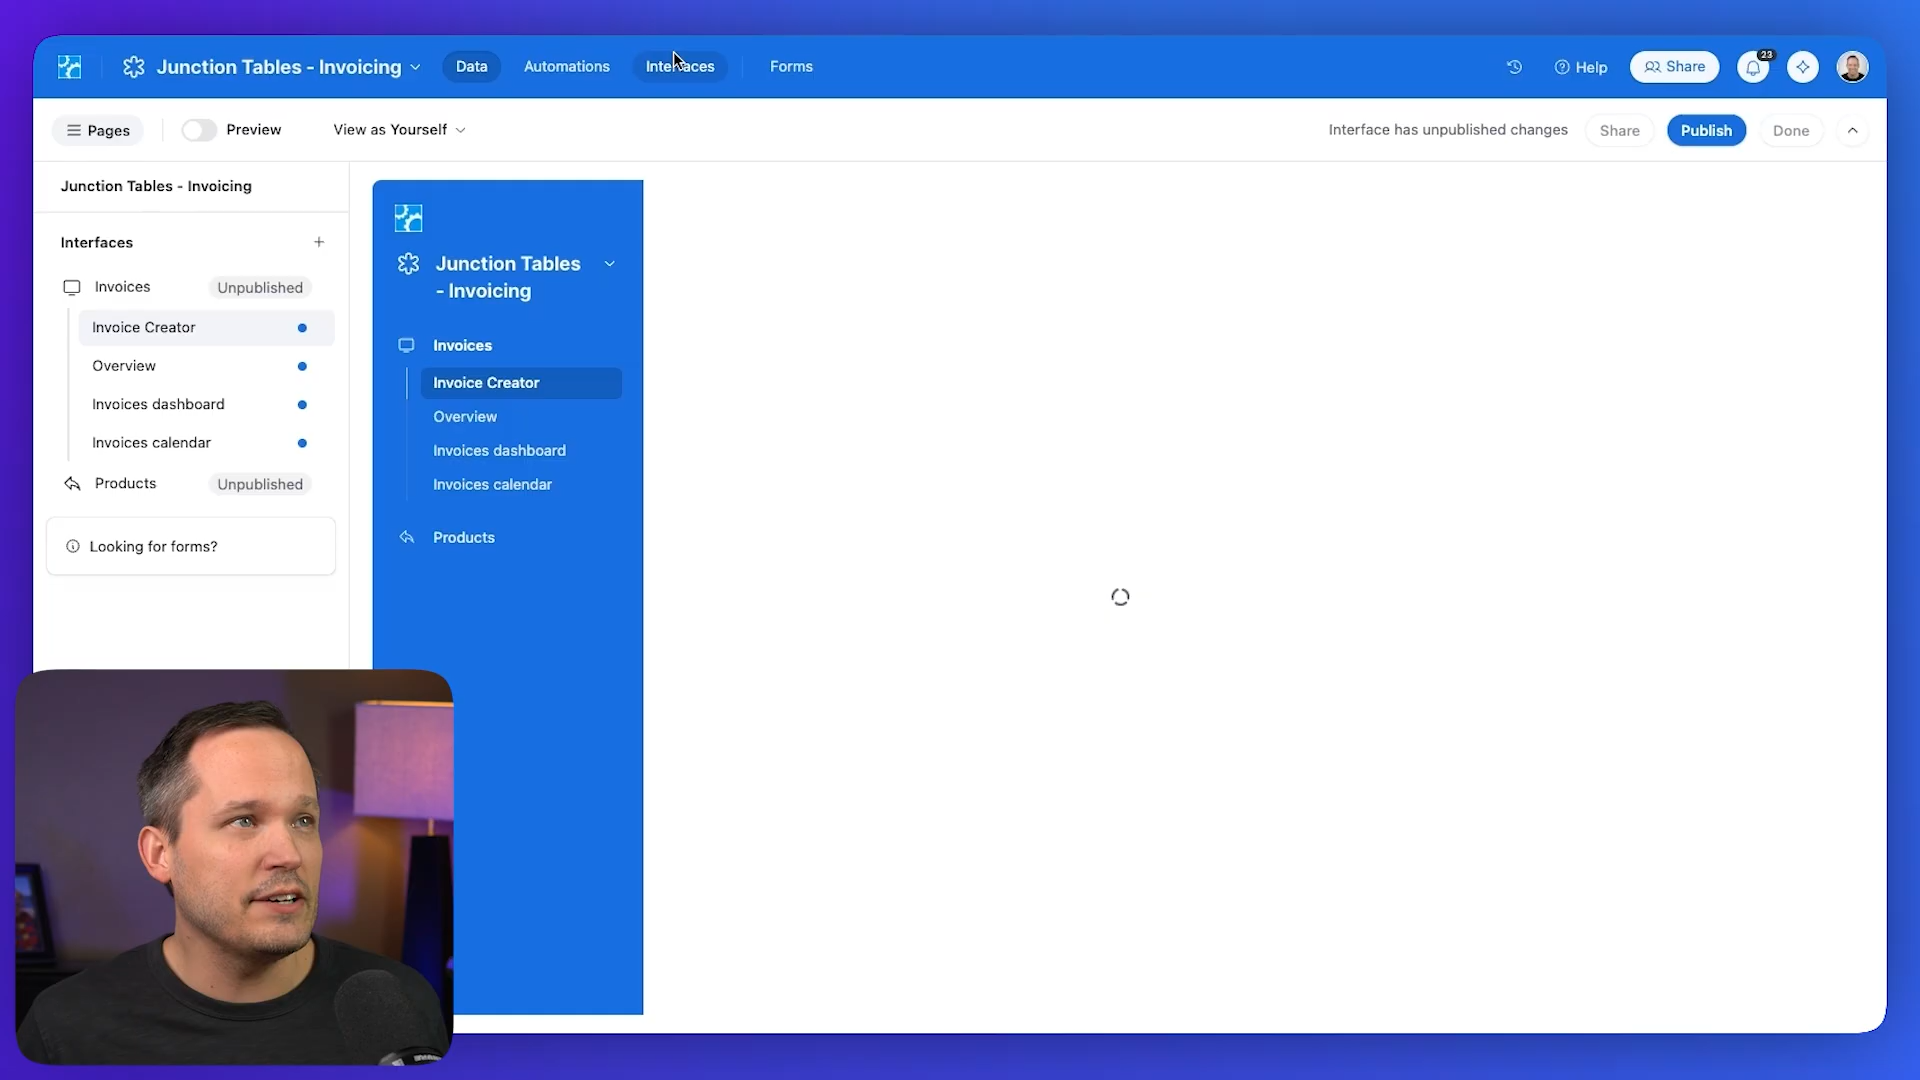 Junction Tables - Invoicing
Data
Automations
Interfaces
Forms
Help
Share
23
Pages
Preview
View as Yourself
Interface has unpublished changes
Share
Publish
Done
Junction Tables - Invoicing
Interfaces
Invoices
Unpublished
Invoice Creator
Overview
Invoices dashboard
Invoices calendar
Products
Unpublished
Looking for forms?
Junction Tables
- Invoicing
Invoices
Invoice Creator
Overview
Invoices dashboard
Invoices calendar
Products